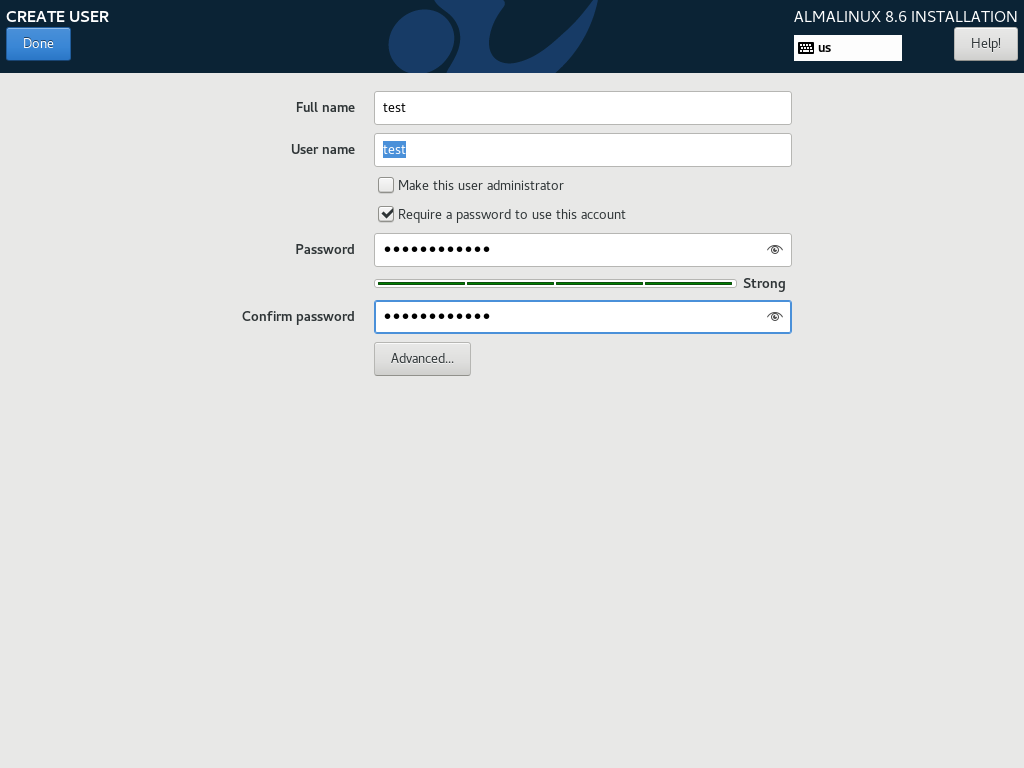 CREATE USER
ALMALINUX 8.6 INSTALLATION
Done
us
Help!
Full name
test
User name
test
Make this user administrator
Require a password to use this account
Password
●●●●●●●●●●●●
Strong
Confirm password
●●●●●●●●●●●●
Advanced...